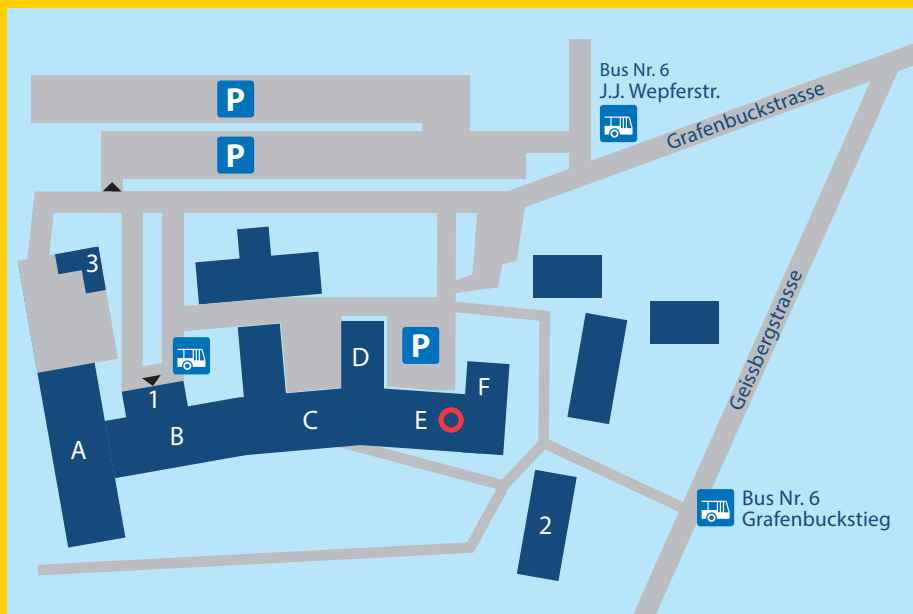 P
Bus Nr. 6
J.J. Wepferstr.
Grafenbuckstrasse
P
3
Geissbergstrasse
D
P
F
1
A
B
C
E
2
Bus Nr. 6
Grafenbuckstieg